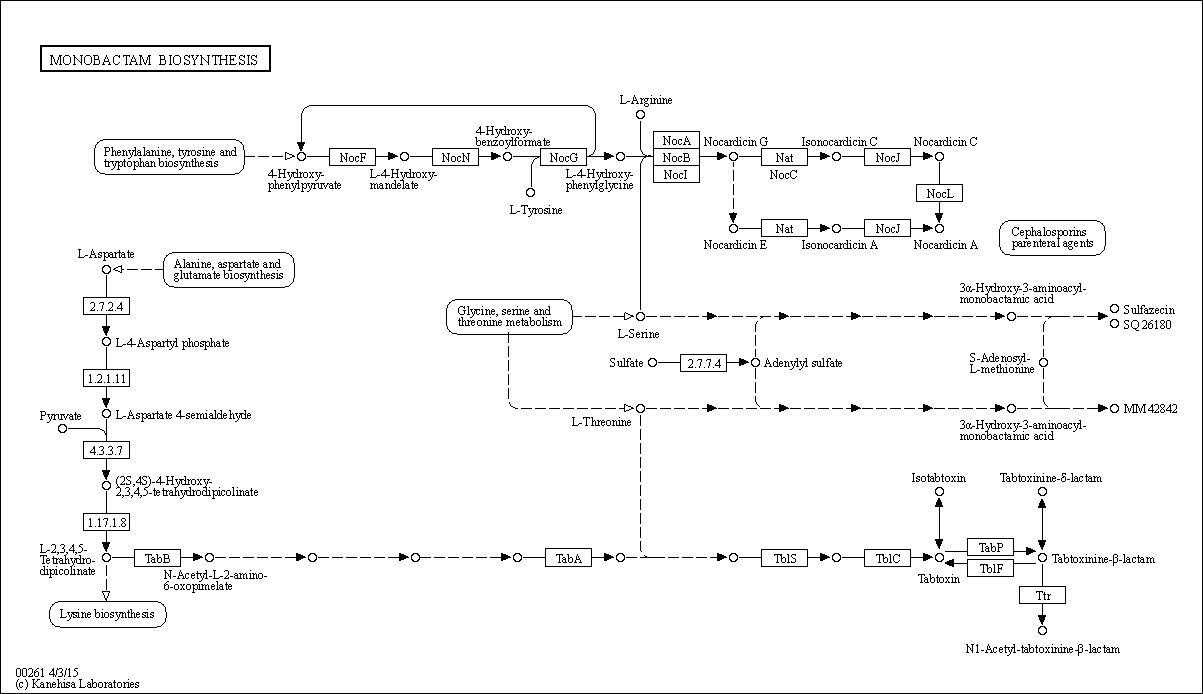 MONOBACTAM BIOSYNTHESIS
L-Arginine
Phenylalanine, tyrosine and
tryptophan biosynthesis
4-Hydroxy-
phenylpyruvate
NocF
L-4-Hydroxy-
mandelate
NocN
4-Hydroxy-
benzoylformate
NocG
L-Tyrosine
L-4-Hydroxy-
phenylglycine
NocA
NocB
NocI
Nocardicin G
Nat
NocC
Isonocardicin C
NocJ
Nocardicin C
NocL
Nocardicin E
Nat
Isonocardicin A
NocJ
Nocardicin A
Cephalosporins
parenteral agents
L-Aspartate
Alanine, aspartate and
glutamate biosynthesis
2.7.2.4
L-4-Aspartyl phosphate
1.2.1.11
Pyruvate
L-Aspartate 4-semialdehyde
4.3.3.7
(2S,4S)-4-Hydroxy-
2,3,4,5-tetrahydrodipicolinate
1.17.1.8
L-2,3,4,5-
Tetrahydro-
dipicolinate
Lysine biosynthesis
Glycine, serine and
threonine metabolism
L-Serine
3α-Hydroxy-3-aminoacyl-
monobactamic acid
Sulfazecin
SQ 26180
Sulfate
2.7.7.4
Adenylyl sulfate
S-Adenosyl-
L-methionine
L-Threonine
3α-Hydroxy-3-aminoacyl-
monobactamic acid
MM 42842
TabB
N-Acetyl-L-2-amino-
6-oxopimelate
TabA
TblS
TblC
Isotabtoxin
Tabtoxin
TabP
TblF
Tabtoxinine-δ-lactam
Tabtoxinine-β-lactam
Ttr
N1-Acetyl-tabtoxinine-β-lactam
00261 4/3/15
(c) Kanehisa Laboratories